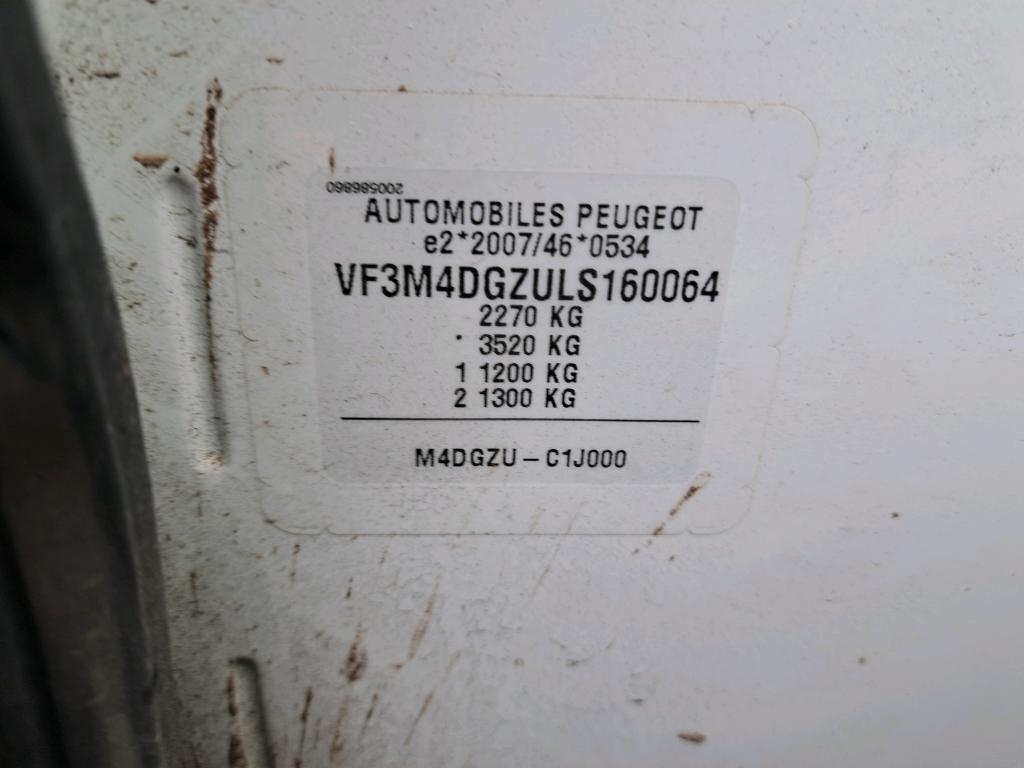 200586860
AUTOMOBILES PEUGEOT
e2*2007/46*0534
VF3M4DGZULS160064
2270 KG
3520 KG
1 1200 KG
2 1300 KG
M4DGZU – C1J000